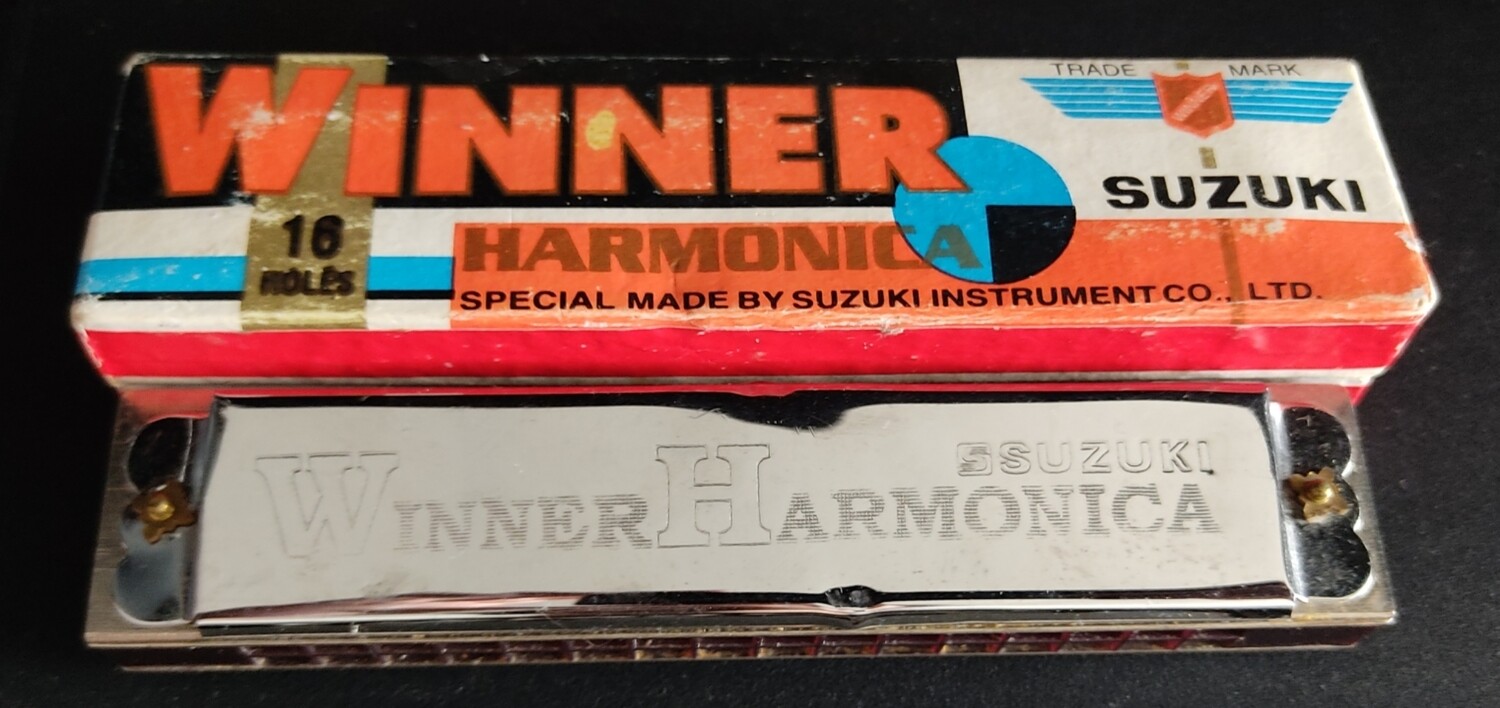 WINNER
TRADE MARK
SUZUKI
16
HOLES
HARMONICA
SPECIAL MADE BY SUZUKI INSTRUMENT CO., LTD.
SUZUKI
WINNER HARMONICA